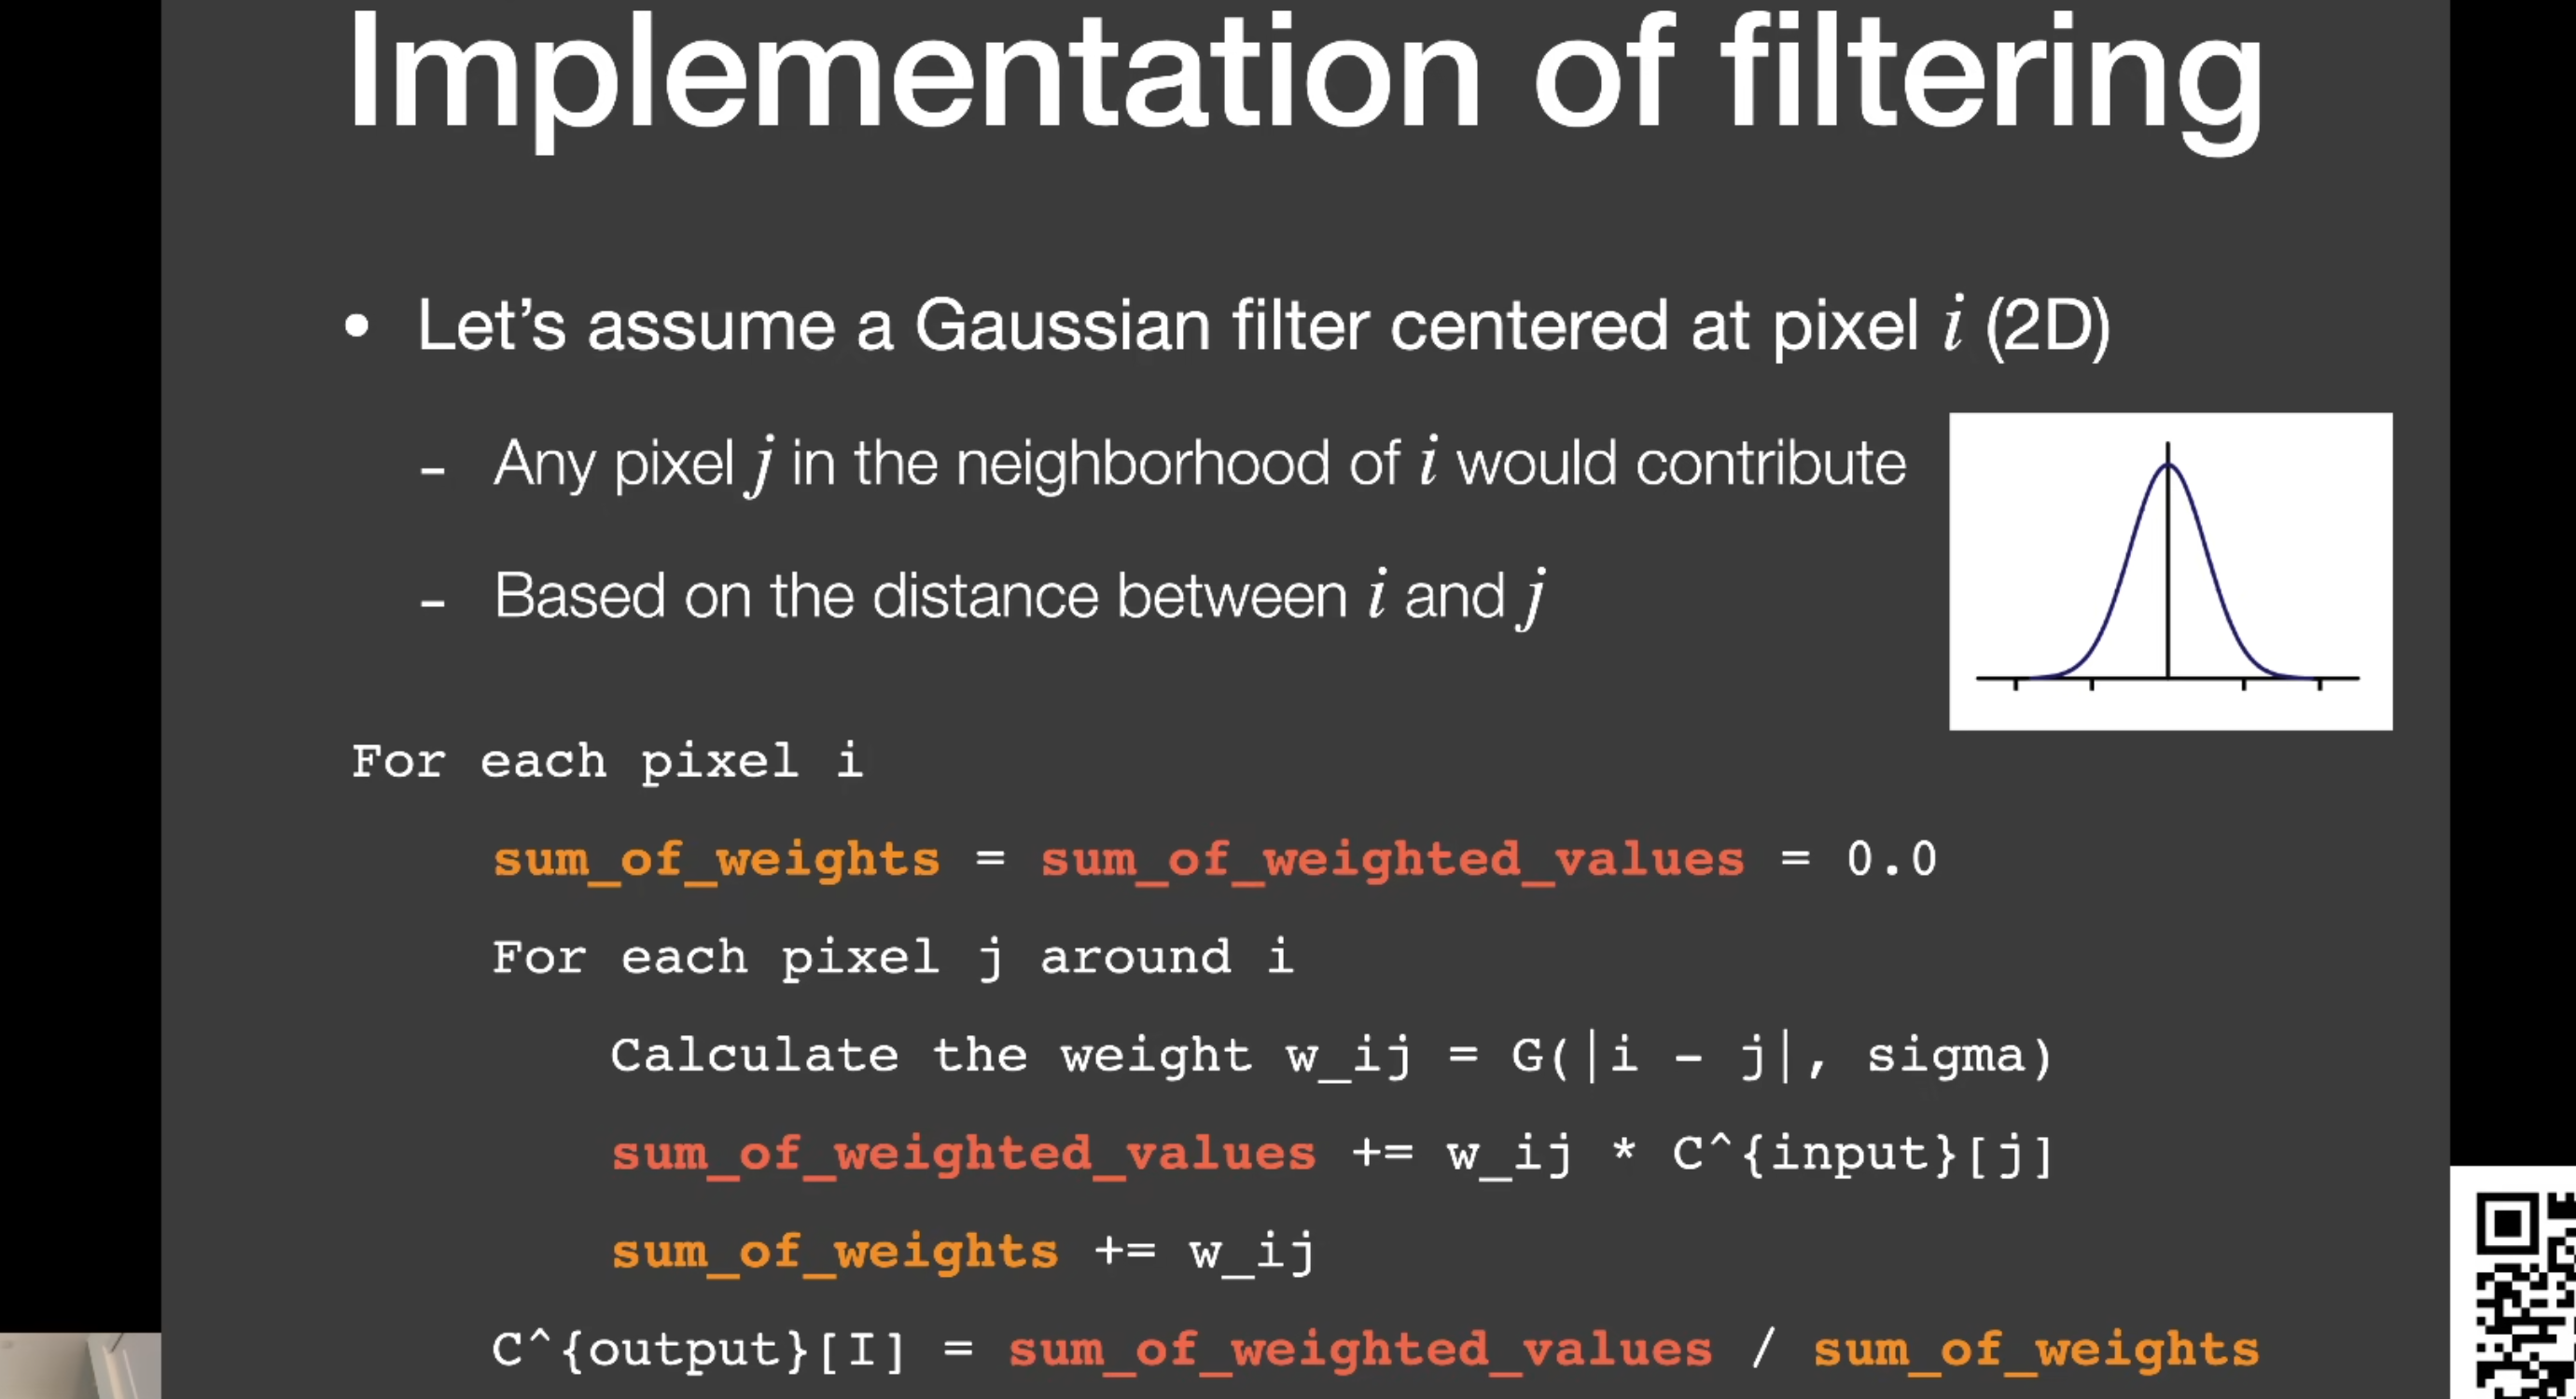 Implementation of filtering
• Let’s assume a Gaussian filter centered at pixel i (2D)
- Any pixel j in the neighborhood of i would contribute
- Based on the distance between i and j
For each pixel i
sum_of_weights = sum_of_weighted_values = 0.0
For each pixel j around i
Calculate the weight w_ij = G(|i - j|, sigma)
sum_of_weighted_values += w_ij * C^{input}[j]
sum_of_weights += w_ij
C^{output}[I] = sum_of_weighted_values / sum_of_weights